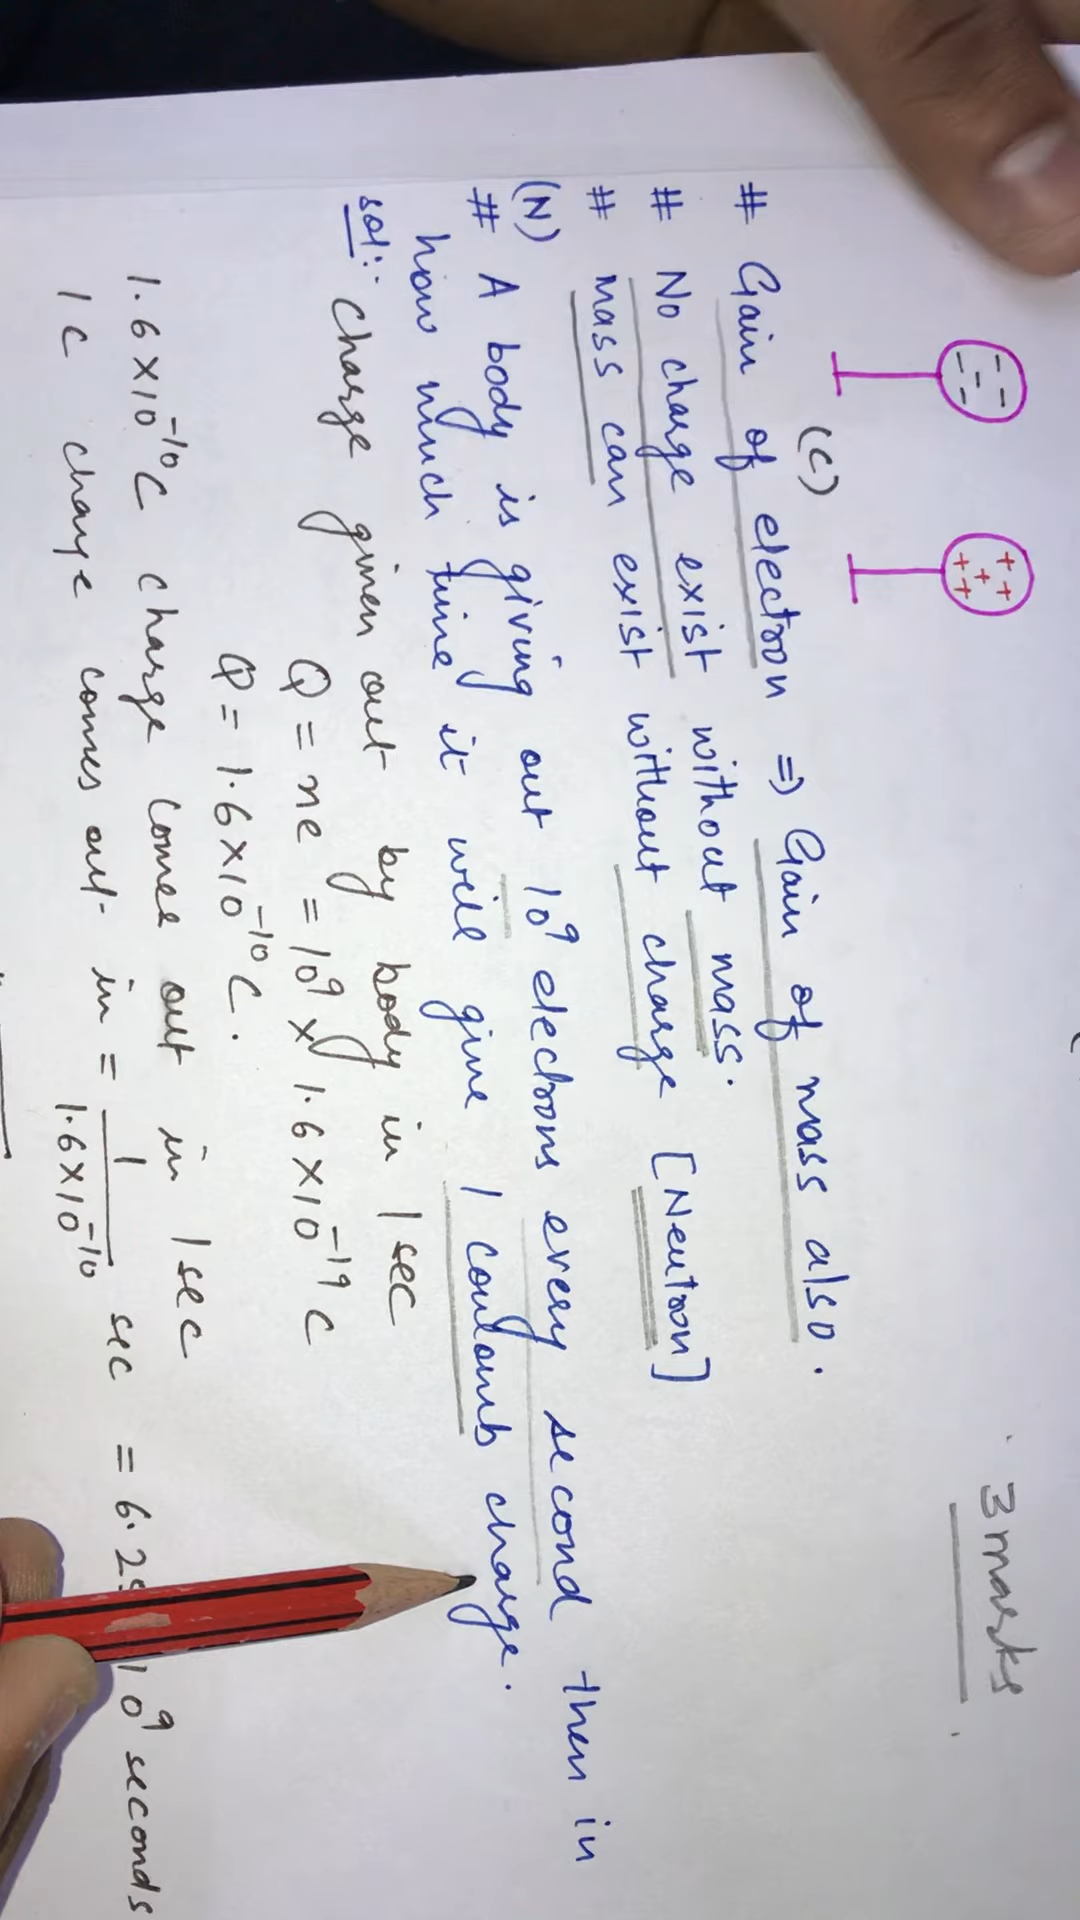 3 marks
(C)
# Gain of electron ⇒ Gain of mass also.
# No charge exist without mass.
# mass can exist without charge [Neutron]
(N)
# A body is giving out 10⁹ electrons every second then in
how much time it will give 1 coulomb charge.
sol:- charge given out by body in 1 sec
Q = ne = 10⁹ × 1.6×10⁻¹⁹ C
Q = 1.6×10⁻¹⁰ C.
1.6×10⁻¹⁰ C charge comes out in 1 sec
1 C charge comes out in = 1/1.6×10⁻¹⁰ sec = 6.2 10⁹ seconds